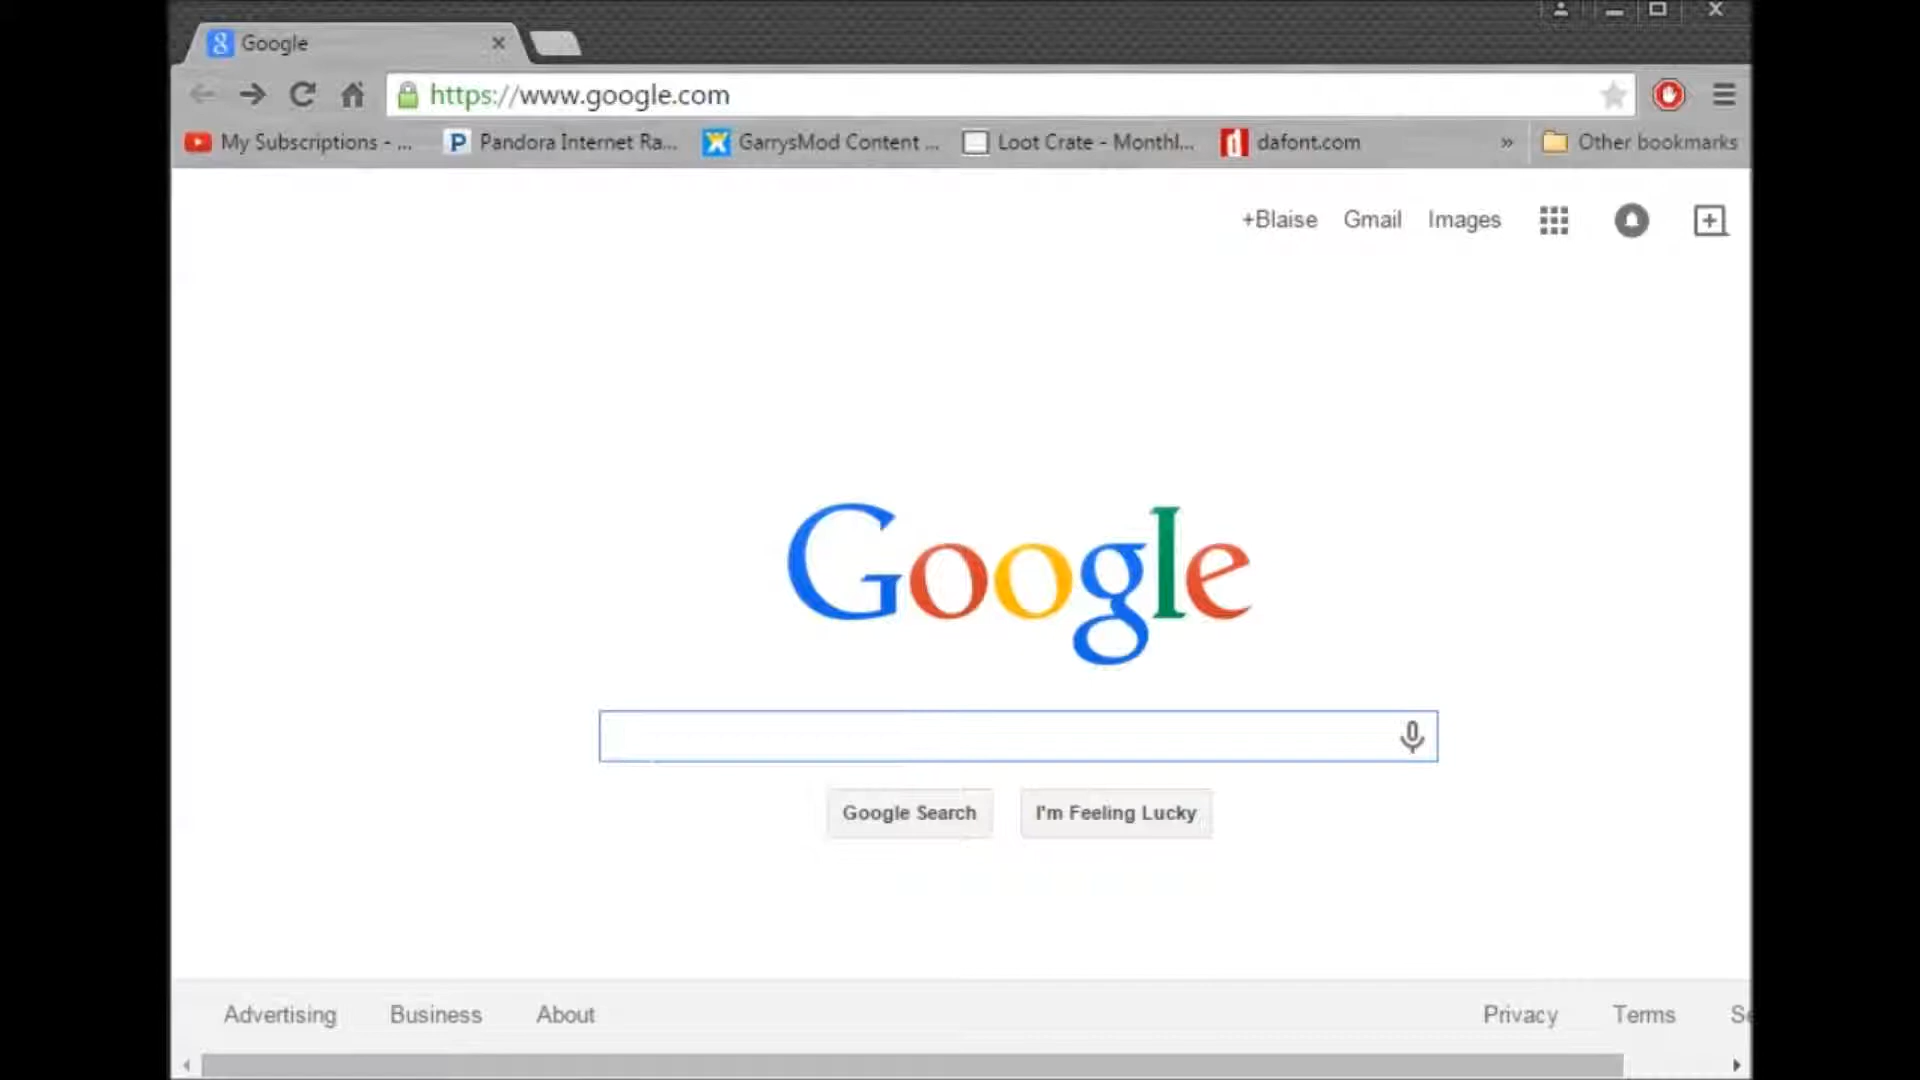 Google
https://www.google.com
My Subscriptions - ...
Pandora Internet Ra...
GarrysMod Content ...
Loot Crate - Monthl...
dafont.com
»
Other bookmarks
+Blaise Gmail Images
Google
Google Search I'm Feeling Lucky
Advertising Business About Privacy Terms Se